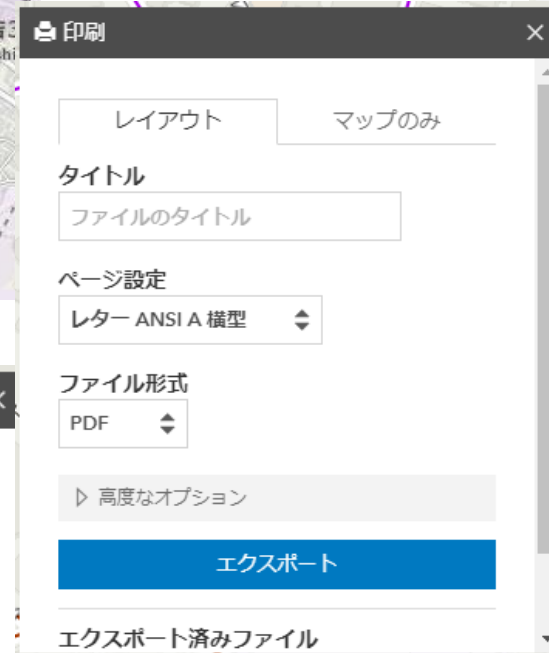 印刷
レイアウト
マップのみ
タイトル
ファイルのタイトル
ページ設定
レター ANSI A 横型
ファイル形式
PDF
高度なオプション
エクスポート
エクスポート済みファイル